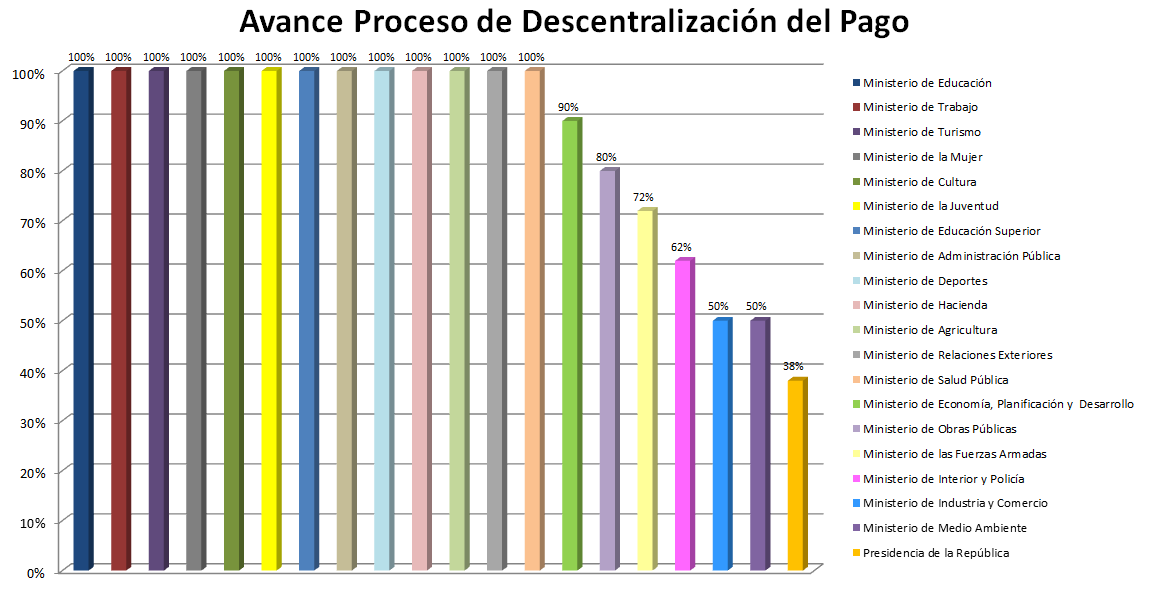 Avance Proceso de Descentralización del Pago
100% 100% 100% 100% 100% 100% 100% 100% 100% 100% 100% 100% 100%
90%
80%
72%
62%
50% 50%
38%
100%
90%
80%
70%
60%
50%
40%
30%
20%
10%
0%
Ministerio de Educación
Ministerio de Trabajo
Ministerio de Turismo
Ministerio de la Mujer
Ministerio de Cultura
Ministerio de la Juventud
Ministerio de Educación Superior
Ministerio de Administración Pública
Ministerio de Deportes
Ministerio de Hacienda
Ministerio de Agricultura
Ministerio de Relaciones Exteriores
Ministerio de Salud Pública
Ministerio de Economía, Planificación y  Desarrollo
Ministerio de Obras Públicas
Ministerio de las Fuerzas Armadas
Ministerio de Interior y Policía
Ministerio de Industria y Comercio
Ministerio de Medio Ambiente
Presidencia de la República